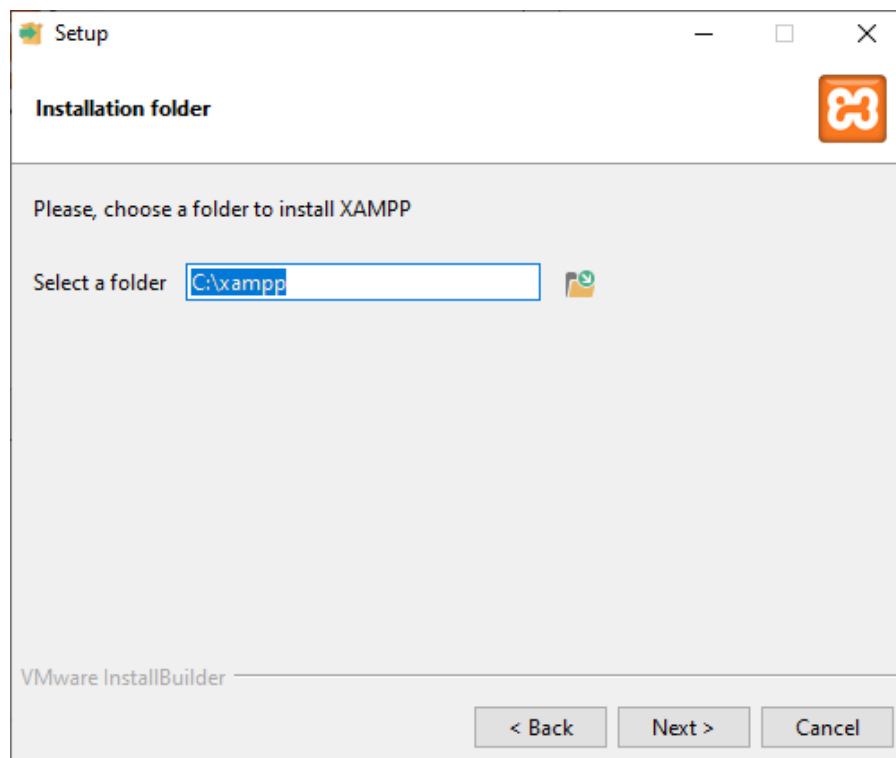 Setup
Installation folder
Please, choose a folder to install XAMPP
Select a folder C:\xampp
VMware InstallBuilder
< Back Next > Cancel